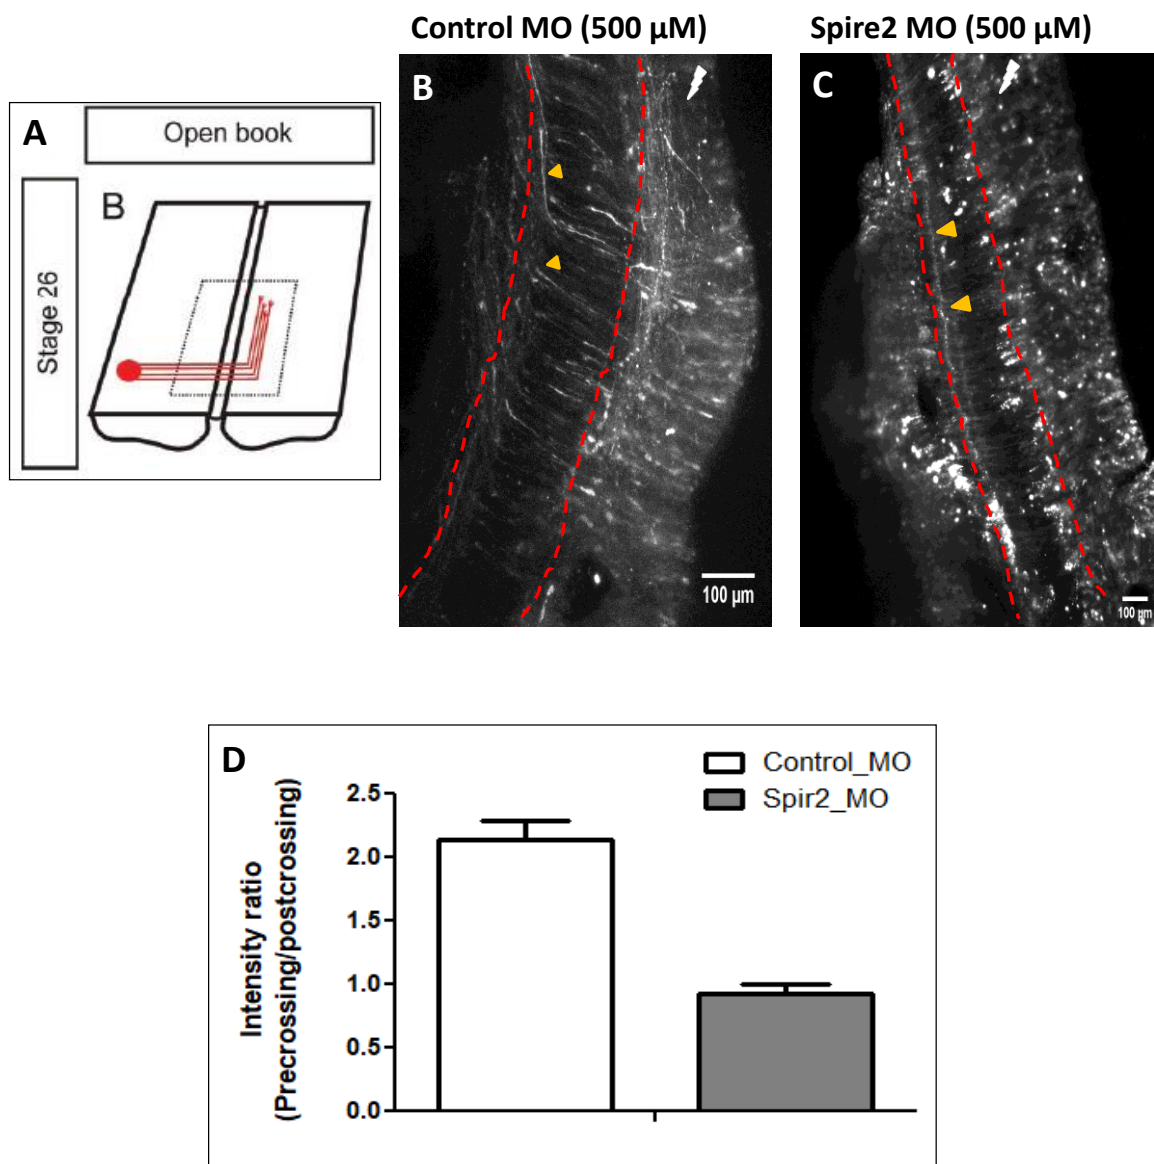 Control MO (500 µM)
Spire2 MO (500 µM)
A
Open book
B
Stage 26
B
100 µm
C
100 µm
D
Control_MO
Spir2_MO
Intensity ratio
(Precrossing/postcrossing)
2.5
2.0
1.5
1.0
0.5
0.0